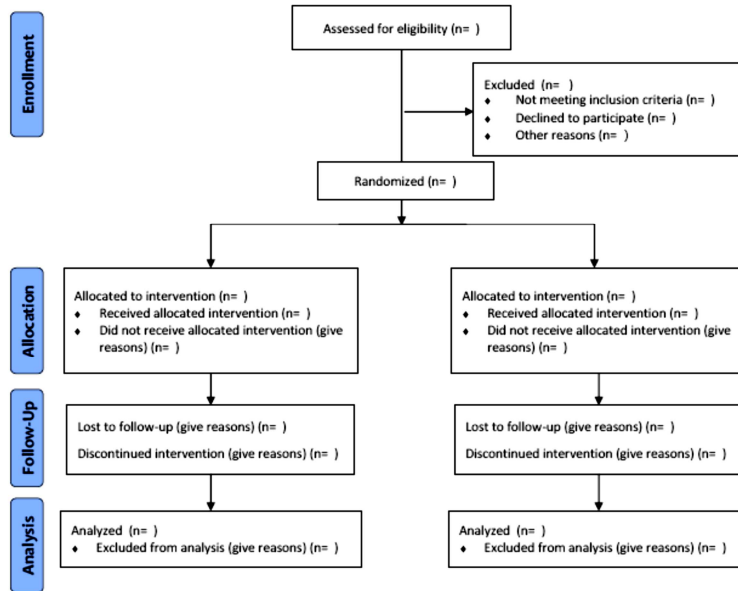 Enrollment
Assessed for eligibility (n=  )
Excluded  (n=  )
♦ Not meeting inclusion criteria (n=  )
♦ Declined to participate (n=  )
♦ Other reasons (n=  )
Randomized (n=  )
Allocation
Allocated to intervention (n=  )
♦ Received allocated intervention (n=  )
♦ Did not receive allocated intervention (give
reasons) (n=  )
Allocated to intervention (n=  )
♦ Received allocated intervention (n=  )
♦ Did not receive allocated intervention (give
reasons) (n=  )
Follow-Up
Lost to follow-up (give reasons) (n=  )
Discontinued intervention (give reasons) (n=  )
Lost to follow-up (give reasons) (n=  )
Discontinued intervention (give reasons) (n=  )
Analysis
Analyzed  (n=  )
♦ Excluded from analysis (give reasons) (n=  )
Analyzed  (n=  )
♦ Excluded from analysis (give reasons) (n=  )